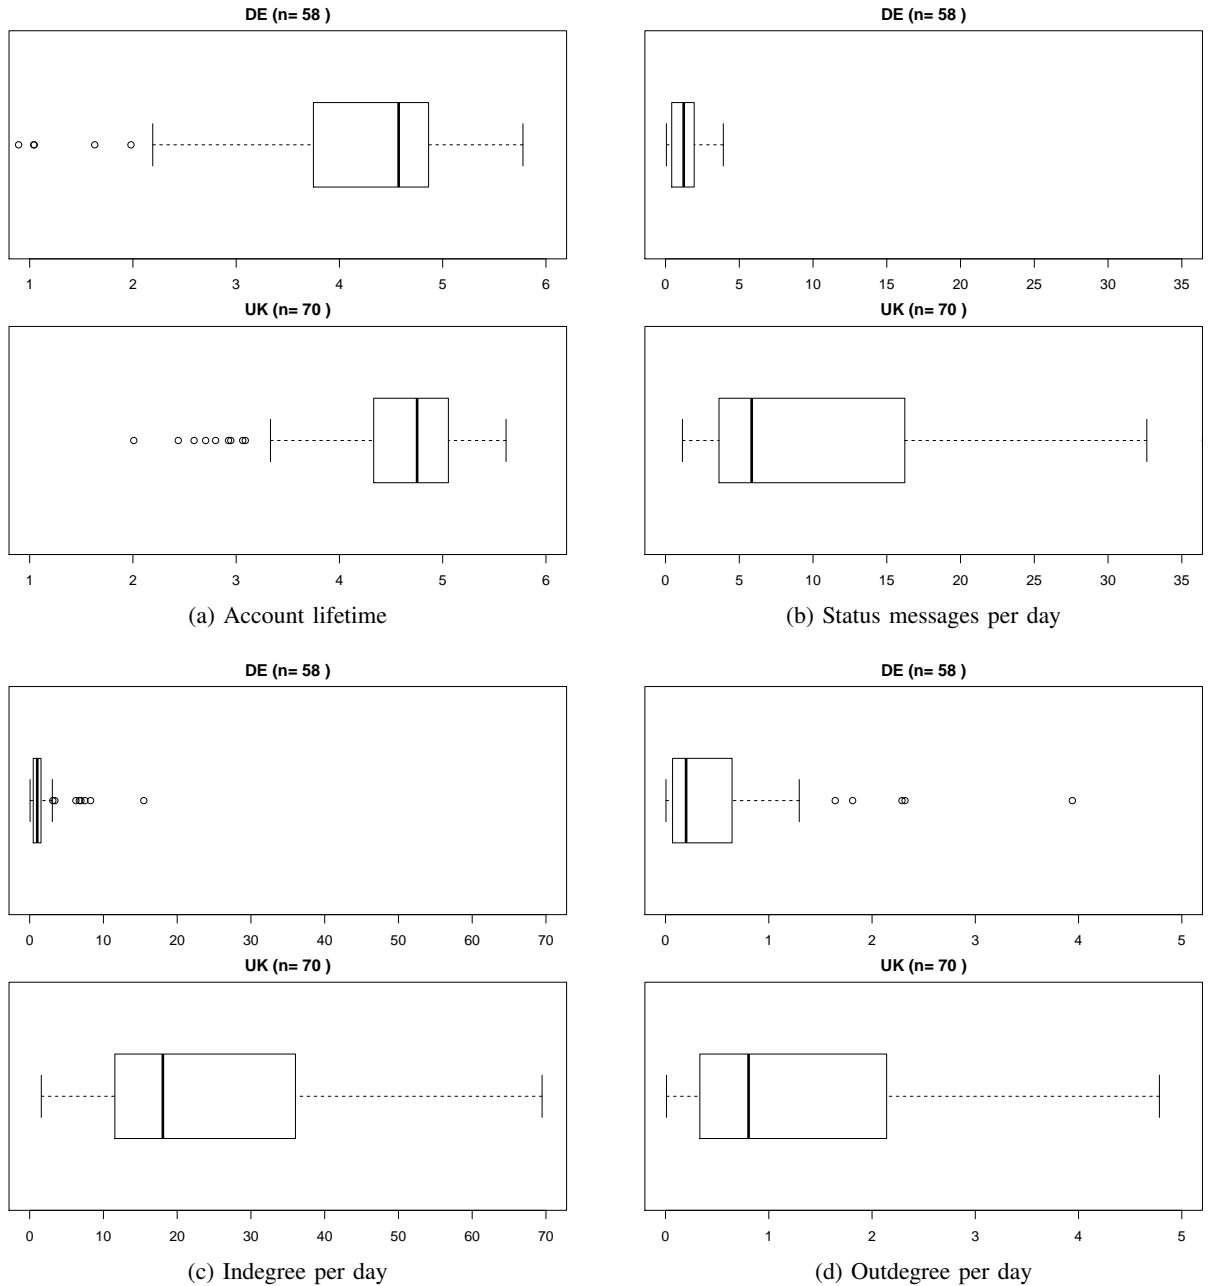 DE (n= 58 )
1 2 3 4 5 6
UK (n= 70 )
1 2 3 4 5 6
(a) Account lifetime
DE (n= 58 )
0 5 10 15 20 25 30 35
UK (n= 70 )
0 5 10 15 20 25 30 35
(b) Status messages per day
DE (n= 58 )
0 10 20 30 40 50 60 70
UK (n= 70 )
0 10 20 30 40 50 60 70
(c) Indegree per day
DE (n= 58 )
0 1 2 3 4 5
UK (n= 70 )
0 1 2 3 4 5
(d) Outdegree per day